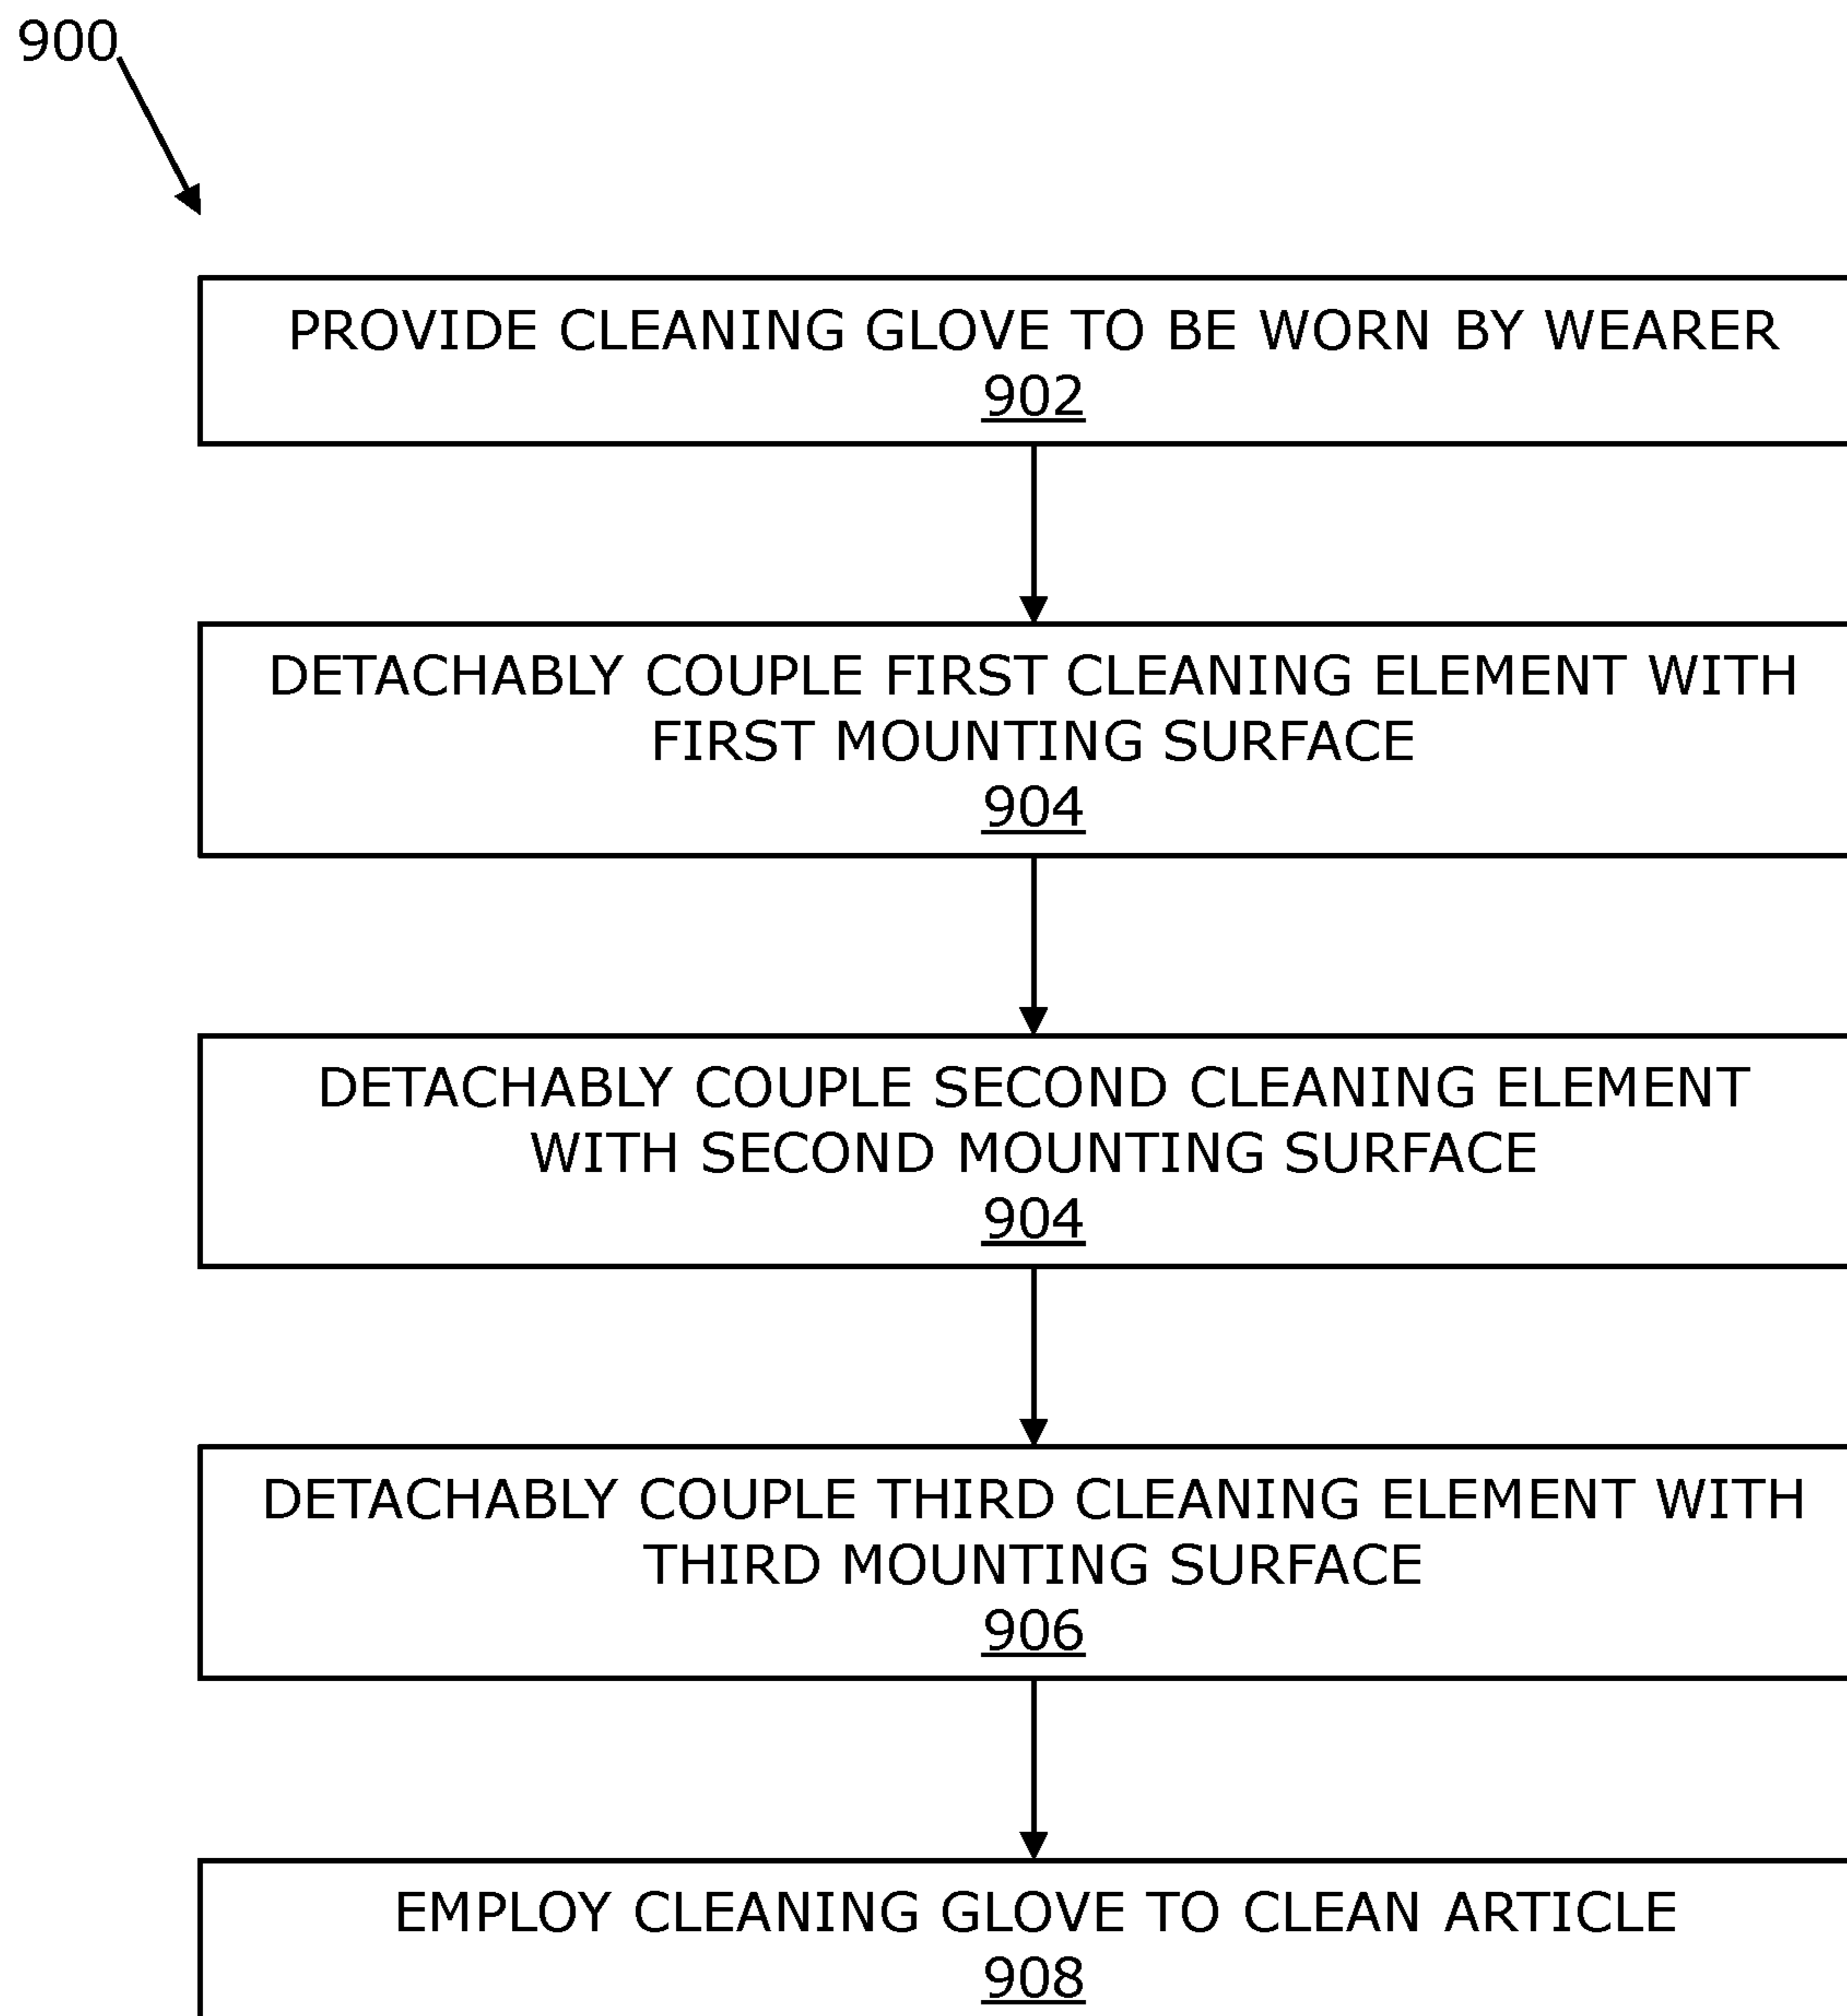 900
PROVIDE CLEANING GLOVE TO BE WORN BY WEARER
902
DETACHABLY COUPLE FIRST CLEANING ELEMENT WITH
FIRST MOUNTING SURFACE
904
DETACHABLY COUPLE SECOND CLEANING ELEMENT
WITH SECOND MOUNTING SURFACE
904
DETACHABLY COUPLE THIRD CLEANING ELEMENT WITH
THIRD MOUNTING SURFACE
906
EMPLOY CLEANING GLOVE TO CLEAN ARTICLE
908